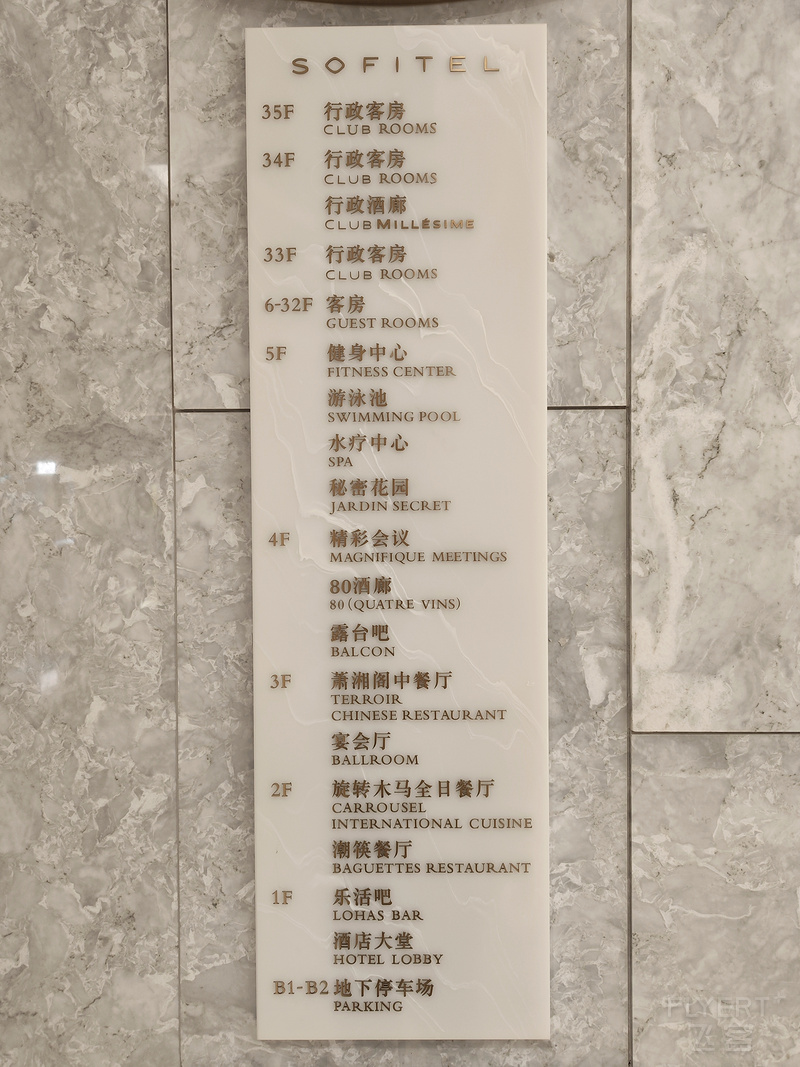 SOFITEL
35F 行政客房
CLUB ROOMS
34F 行政客房
CLUB ROOMS
行政酒廊
CLUB MILLÉSIME
33F 行政客房
CLUB ROOMS
6-32F 客房
GUEST ROOMS
5F 健身中心
FITNESS CENTER
游泳池
SWIMMING POOL
水疗中心
SPA
秘密花园
JARDIN SECRET
4F 精彩会议
MAGNIFIQUE MEETINGS
80酒廊
80(QUATRE VINS)
露台吧
BALCON
3F 萧湘阁中餐厅
TERROIR
CHINESE RESTAURANT
宴会厅
BALLROOM
2F 旋转木马全日餐厅
CARROUSEL
INTERNATIONAL CUISINE
潮筷餐厅
BAGUETTES RESTAURANT
1F 乐活吧
LOHAS BAR
酒店大堂
HOTEL LOBBY
B1-B2 地下停车场
PARKING
FLYERT
飞客